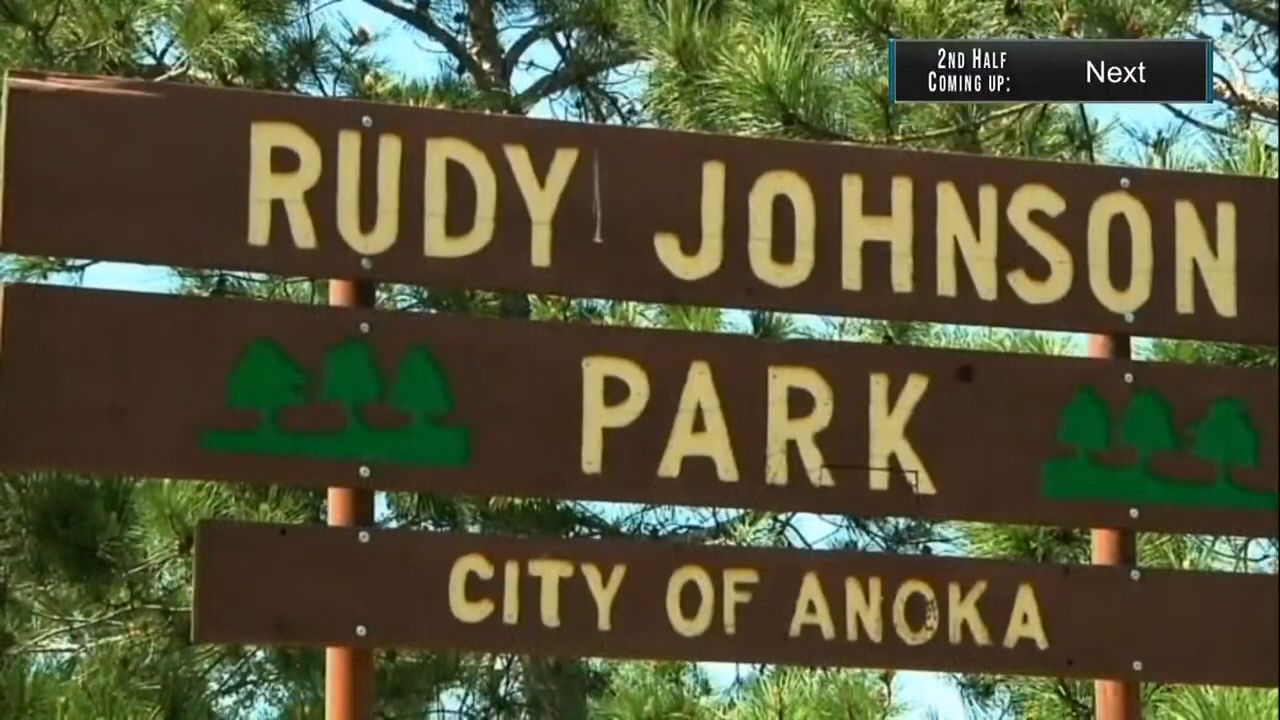 2ND HALF
COMING UP:
Next
RUDY JOHNSON
PARK
CITY OF ANOKA